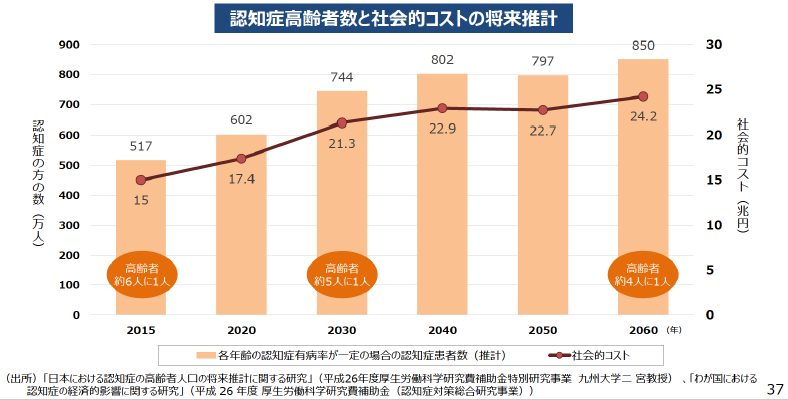 認知症高齢者数と社会的コストの将来推計
認知症の方の数（万人）
900
800
700
600
500
400
300
200
100
0
517
602
744
802
797
850
15
17.4
21.3
22.9
22.7
24.2
高齢者
約6人に1人
高齢者
約5人に1人
高齢者
約4人に1人
30
25
20
15
10
5
0
社会的コスト（兆円）
2015 2020 2030 2040 2050 2060 （年）
各年齢の認知症有病率が一定の場合の認知症患者数（推計） 社会的コスト
（出所）「日本における認知症の高齢者人口の将来推計に関する研究」（平成26年度厚生労働科学研究費補助金特別研究事業 九州大学二宮教授） 、「わが国における
認知症の経済的影響に関する研究」（平成 26 年度 厚生労働科学研究費補助金（認知症対策総合研究事業））
37